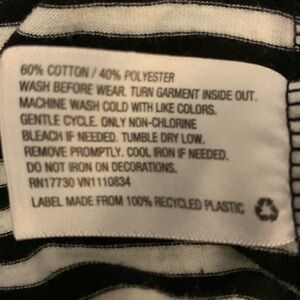 60% COTTON / 40% POLYESTER
WASH BEFORE WEAR. TURN GARMENT INSIDE OUT.
MACHINE WASH COLD WITH LIKE COLORS.
GENTLE CYCLE. ONLY NON-CHLORINE
BLEACH IF NEEDED. TUMBLE DRY LOW.
REMOVE PROMPTLY. COOL IRON IF NEEDED.
DO NOT IRON ON DECORATIONS.
RN17730 VN1110834
LABEL MADE FROM 100% RECYCLED PLASTIC